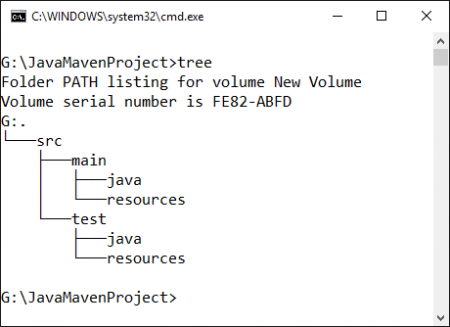 C:\WINDOWS\system32\cmd.exe
G:\JavaMavenProject>tree
Folder PATH listing for volume New Volume
Volume serial number is FE82-ABFD
G:.
└───src
    ├───main
    │   ├───java
    │   └───resources
    └───test
        ├───java
        └───resources
G:\JavaMavenProject>